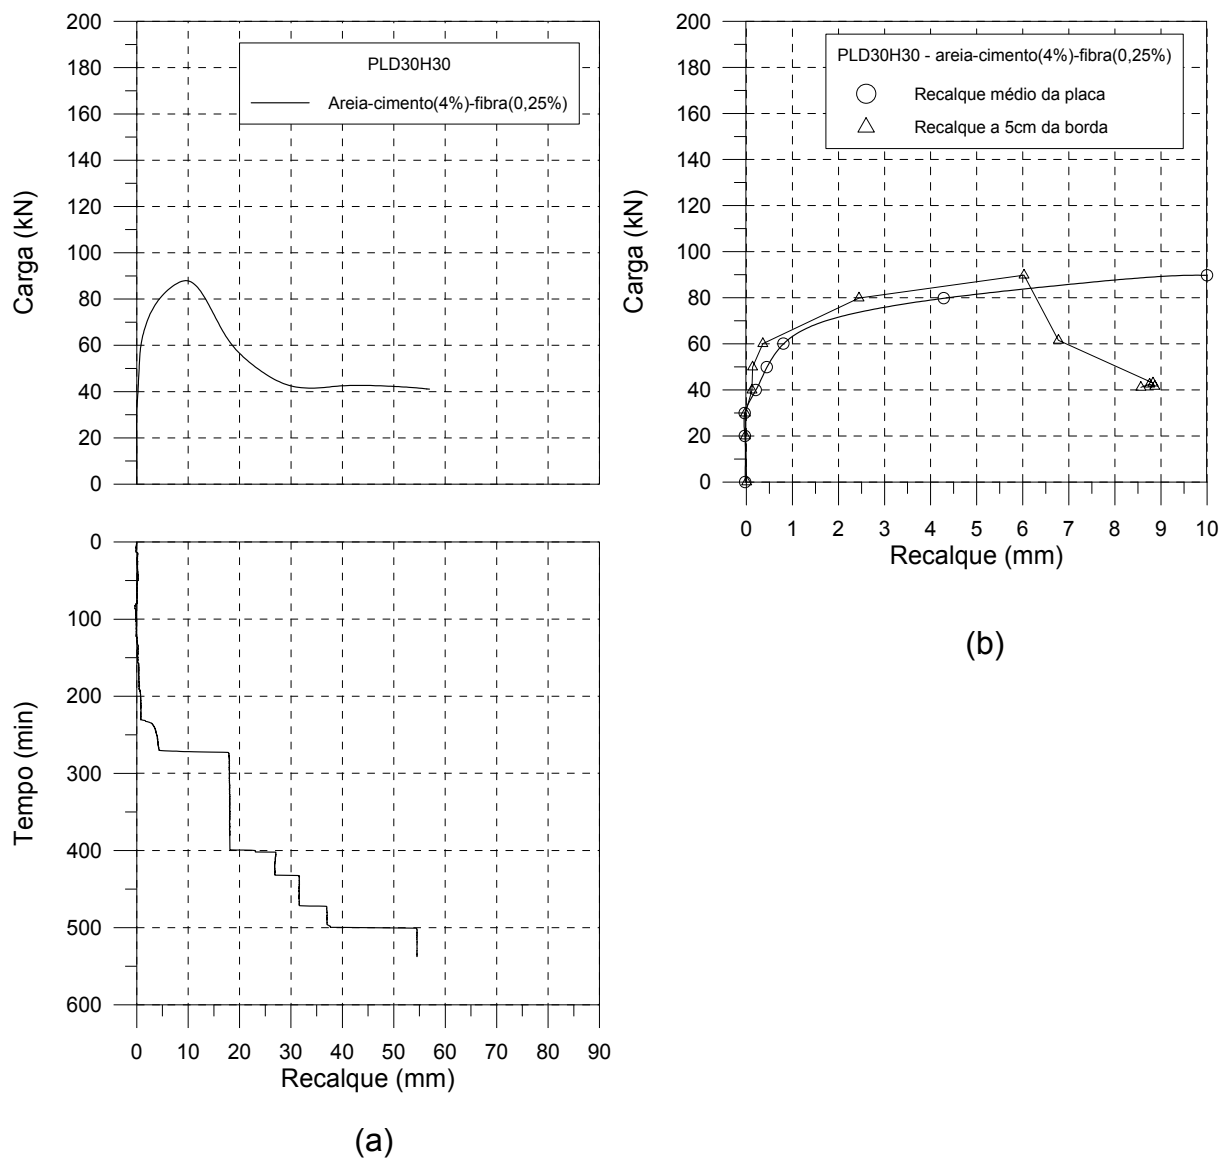 200
180
160
140
120
100
80
60
40
20
0
Carga (kN)
PLD30H30
Areia-cimento(4%)-fibra(0,25%)
0
100
200
300
400
500
600
Tempo (min)
0 10 20 30 40 50 60 70 80 90
Recalque (mm)
(a)
200
180
160
140
120
100
80
60
40
20
0
Carga (kN)
PLD30H30 - areia-cimento(4%)-fibra(0,25%)
Recalque médio da placa
Recalque a 5cm da borda
0 1 2 3 4 5 6 7 8 9 10
Recalque (mm)
(b)